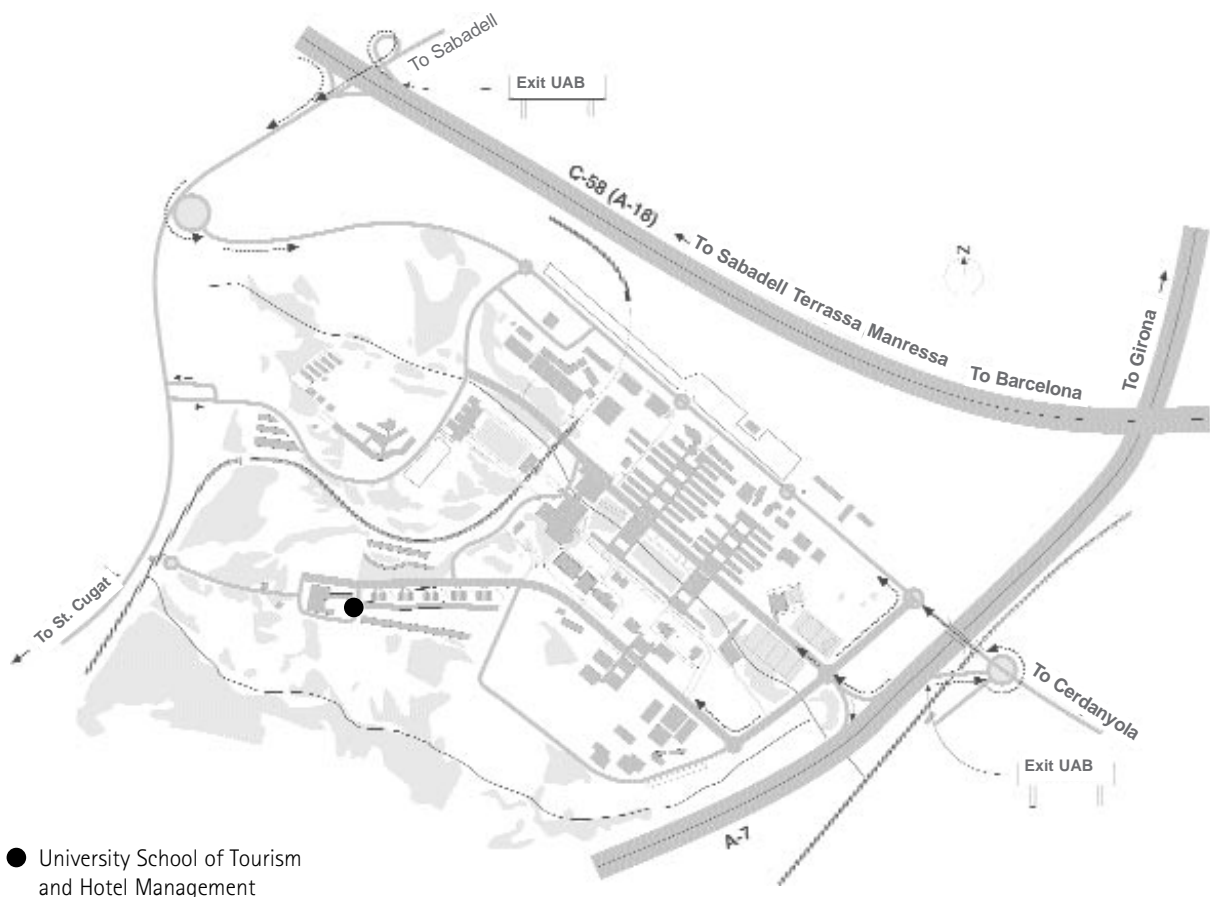 To Sabadell
Exit UAB
C-58 (A-18)
To Sabadell Terrassa Manressa
To Barcelona
To Girona
N
To St. Cugat
To Cerdanyola
Exit UAB
A-7
University School of Tourism
and Hotel Management